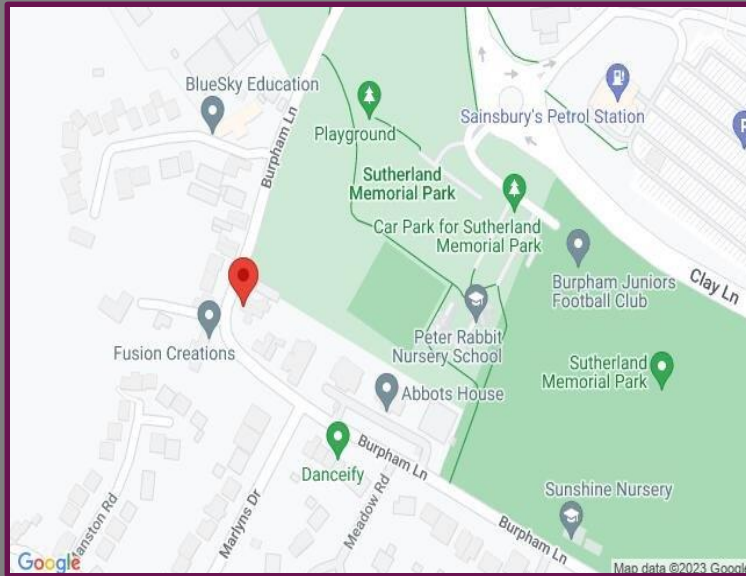 BlueSky Education
Burpham Ln
Playground
Sainsbury's Petrol Station
Sutherland
Memorial Park
Car Park for Sutherland
Memorial Park
P
Burpham Juniors
Football Club
Clay Ln
Fusion Creations
Peter Rabbit
Nursery School
Sutherland
Memorial Park
Abbots House
Danceify
Burpham Ln
Manston Rd
Marlyns Dr
Meadow Rd
Sunshine Nursery
Burpham Ln
Google
Map data ©2023 Google